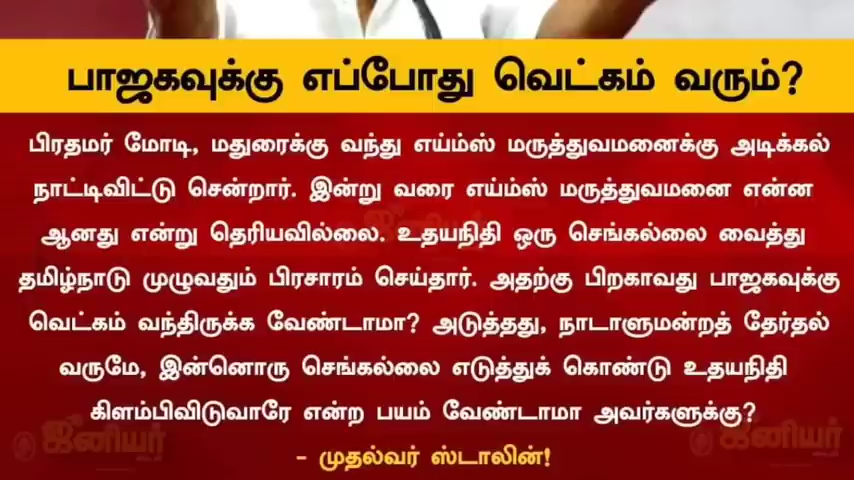 பாஜகவுக்கு எப்போது வெட்கம் வரும்?
பிரதமர் மோடி, மதுரைக்கு வந்து எய்ம்ஸ் மருத்துவமனைக்கு அடிக்கல்
நாட்டிவிட்டு சென்றார். இன்று வரை எய்ம்ஸ் மருத்துவமனை என்ன
ஆனது என்று தெரியவில்லை. உதயநிதி ஒரு செங்கல்லை வைத்து
தமிழ்நாடு முழுவதும் பிரசாரம் செய்தார். அதற்கு பிறகாவது பாஜகவுக்கு
வெட்கம் வந்திருக்க வேண்டாமா? அடுத்தது, நாடாளுமன்றத் தேர்தல்
வருமே, இன்னொரு செங்கல்லை எடுத்துக் கொண்டு உதயநிதி
கிளம்பிவிடுவாரே என்ற பயம் வேண்டாமா அவர்களுக்கு?
- முதல்வர் ஸ்டாலின்!
ஜூனியர்
ஜூனியர்